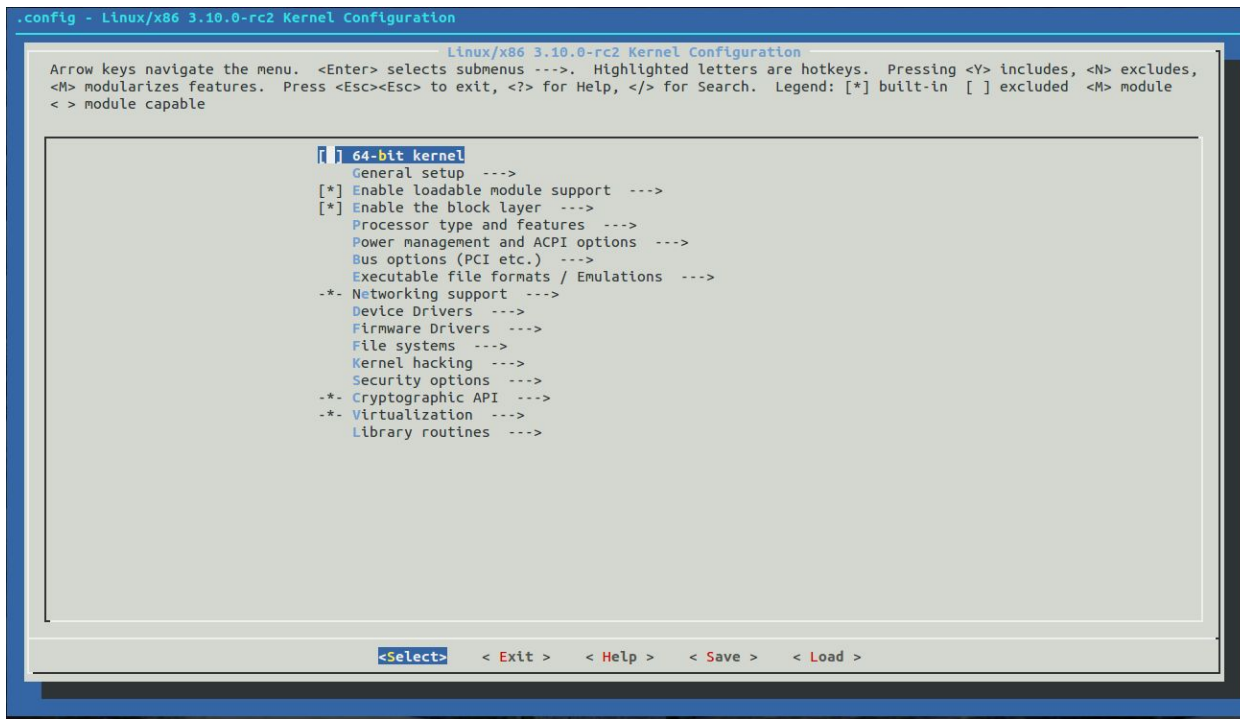 .config - Linux/x86 3.10.0-rc2 Kernel Configuration
Linux/x86 3.10.0-rc2 Kernel Configuration
Arrow keys navigate the menu.  <Enter> selects submenus --->.  Highlighted letters are hotkeys.  Pressing <Y> includes, <N> excludes,
<M> modularizes features.  Press <Esc><Esc> to exit, <?> for Help, </> for Search.  Legend: [*] built-in  [ ] excluded  <M> module
< > module capable
[ ] 64-bit kernel
General setup  --->
[*] Enable loadable module support  --->
[*] Enable the block layer  --->
Processor type and features  --->
Power management and ACPI options  --->
Bus options (PCI etc.)  --->
Executable file formats / Emulations  --->
-*- Networking support  --->
Device Drivers  --->
Firmware Drivers  --->
File systems  --->
Kernel hacking  --->
Security options  --->
-*- Cryptographic API  --->
-*- Virtualization  --->
Library routines  --->
<Select>    < Exit >    < Help >    < Save >    < Load >